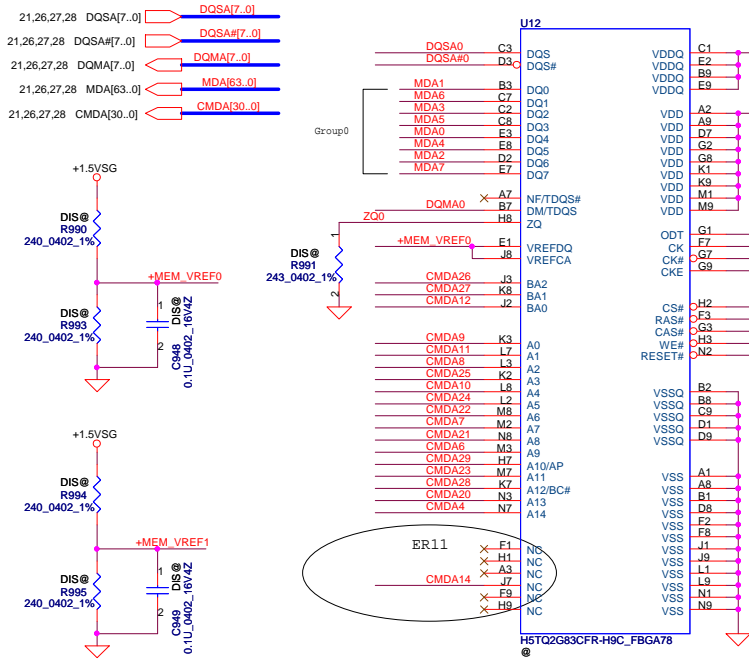 21,26,27,28 DQSA[7..0] DQSA[7..0]
21,26,27,28 DQSA#[7..0] DQSA#[7..0]
21,26,27,28 DQMA[7..0] DQMA[7..0]
21,26,27,28 MDA[63..0] MDA[63..0]
21,26,27,28 CMDA[30..0] CMDA[30..0]
+1.5VSG
DIS@
R990
240_0402_1%
+MEM_VREF0
DIS@
R993
240_0402_1%
1
2
C948
0.1U_0402_16V4Z
DIS@
+1.5VSG
DIS@
R994
240_0402_1%
+MEM_VREF1
DIS@
R995
240_0402_1%
1
2
C949
0.1U_0402_16V4Z
DIS@
ZQ0
1
DIS@
R991
243_0402_1%
2
Group0
U12
DQSA0 C3 DQS
DQSA#0 D3 DQS#
MDA1 B3 DQ0
MDA6 C7 DQ1
MDA3 C2 DQ2
MDA5 C8 DQ3
MDA0 E3 DQ4
MDA4 E8 DQ5
MDA2 D2 DQ6
MDA7 E7 DQ7
A7 NF/TDQS#
DQMA0 B7 DM/TDQS
H8 ZQ
+MEM_VREF0 E1 VREFDQ
J8 VREFCA
CMDA26 J3 BA2
CMDA27 K8 BA1
CMDA12 J2 BA0
CMDA9 K3 A0
CMDA11 L7 A1
CMDA8 L3 A2
CMDA25 K2 A3
CMDA10 L8 A4
CMDA24 L2 A5
CMDA22 M8 A6
CMDA7 M2 A7
CMDA21 N8 A8
CMDA6 M3 A9
CMDA29 H7 A10/AP
CMDA23 M7 A11
CMDA28 K7 A12/BC#
CMDA20 N3 A13
CMDA4 N7 A14
ER11
F1 NC
H1 NC
A3 NC
CMDA14 J7 NC
F9 NC
H9 NC
VDDQ C1
VDDQ E2
VDDQ B9
VDDQ E9
VDD A2
VDD A9
VDD D7
VDD G2
VDD G8
VDD K1
VDD K9
VDD M1
VDD M9
ODT G1
CK F7
CK# G7
CKE G9
CS# H2
RAS# F3
CAS# G3
WE# H3
RESET# N2
VSSQ B2
VSSQ B8
VSSQ C9
VSSQ D1
VSSQ D9
VSS A1
VSS A8
VSS B1
VSS D8
VSS F2
VSS F8
VSS J1
VSS J9
VSS L1
VSS L9
VSS N1
VSS N9
H5TQ2G83CFR-H9C_FBGA78
@